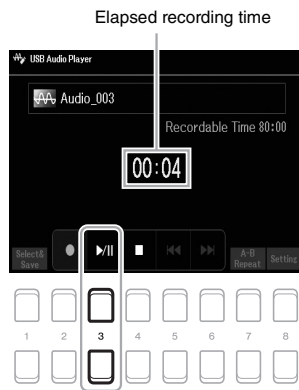 Elapsed recording time
USB Audio Player
Audio_003
Recordable Time 80:00
00:04
Select& Save
A-B Repeat
Setting
1 2 3 4 5 6 7 8